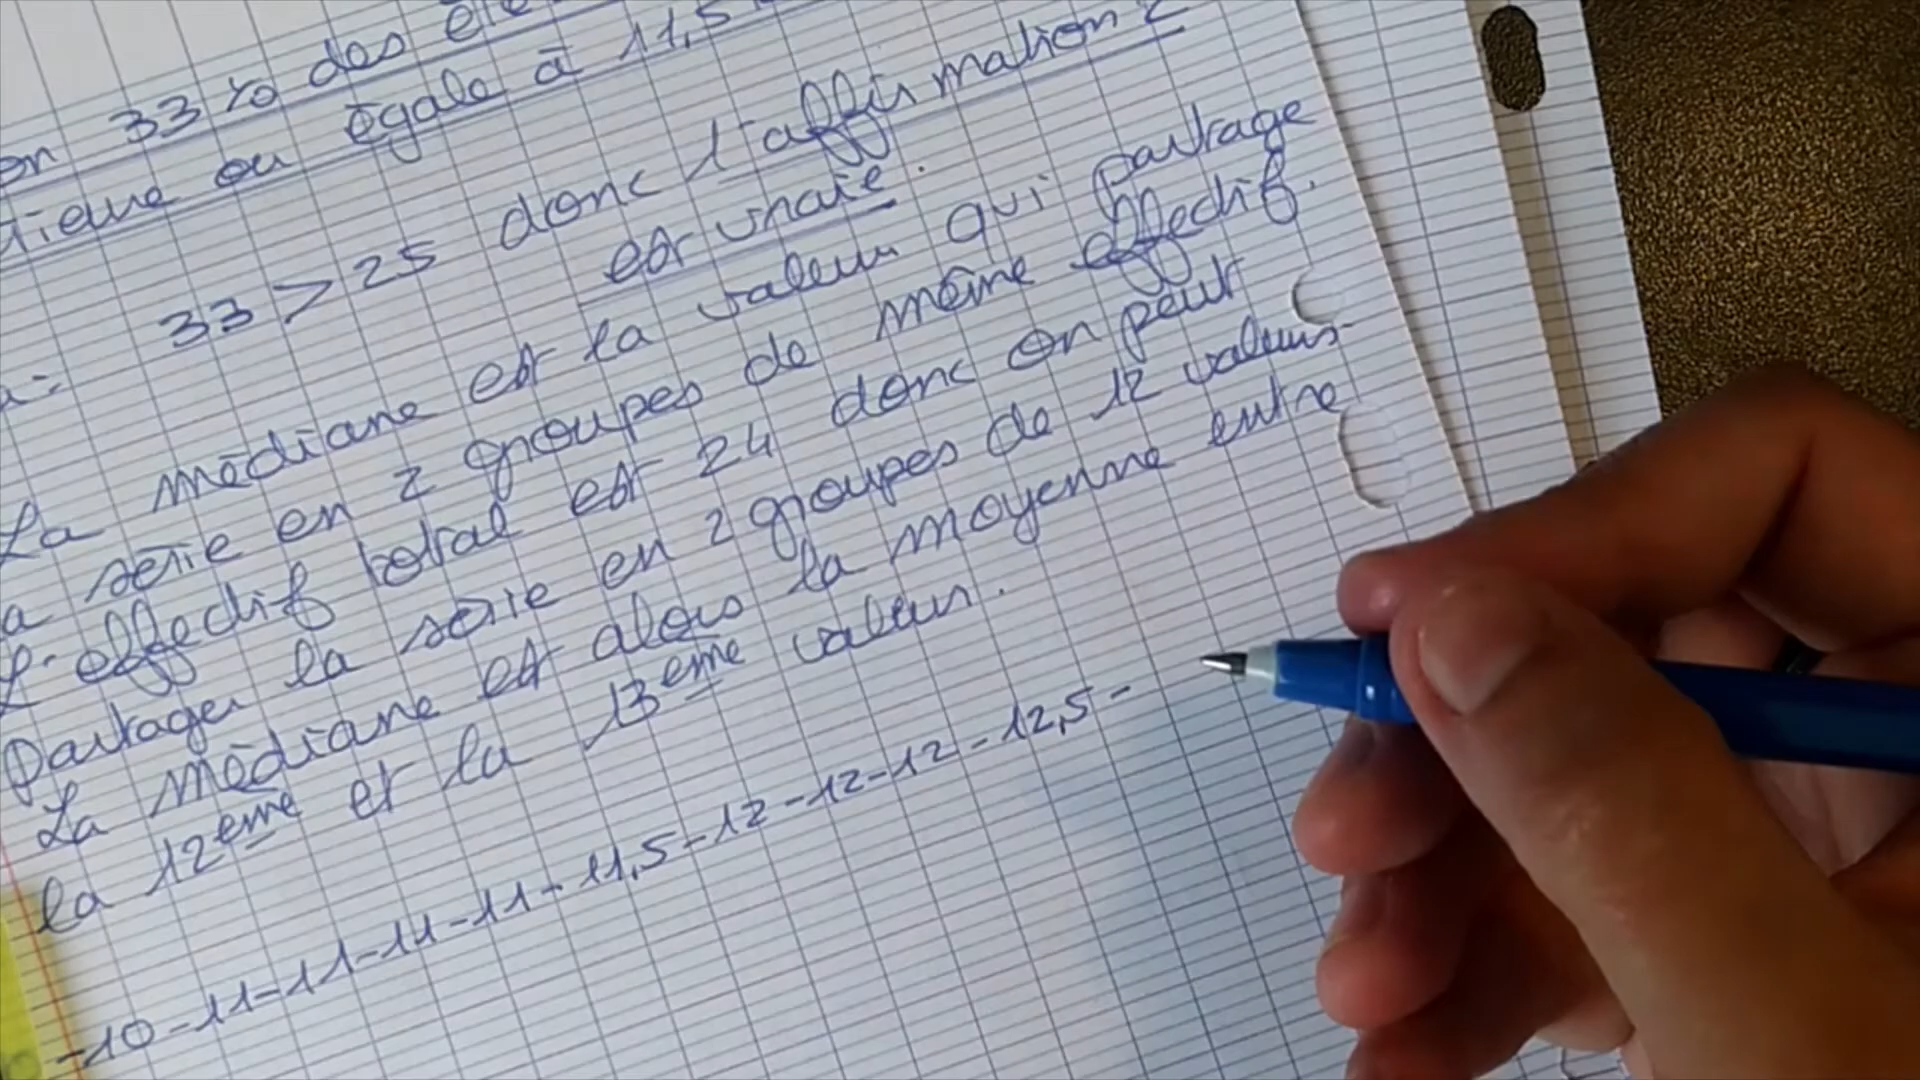 33 % des élè
ou égale à 11,5
33 > 25 donc l'affirmation 2
est vraie.
La médiane est la valeur qui partage
la série en 2 groupes de même effectif.
L'effectif total est 24 donc on peut
partager la série en 2 groupes de 12 valeurs.
La médiane est alors la moyenne entre
la 12ème et la 13ème valeur.
-10-11-11-11-11-11,5-12-12-12-12,5-